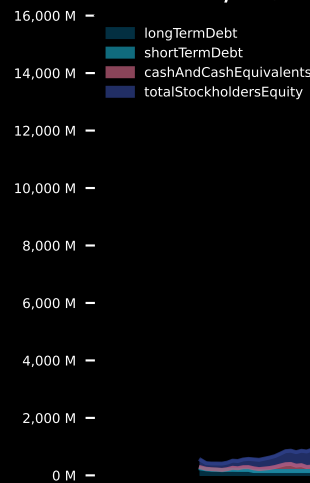 16,000 M
longTermDebt
shortTermDebt
14,000 M
cashAndCashEquivalents
totalStockholdersEquity
12,000 M
10,000 M
8,000 M
6,000 M
4,000 M
2,000 M
0 M